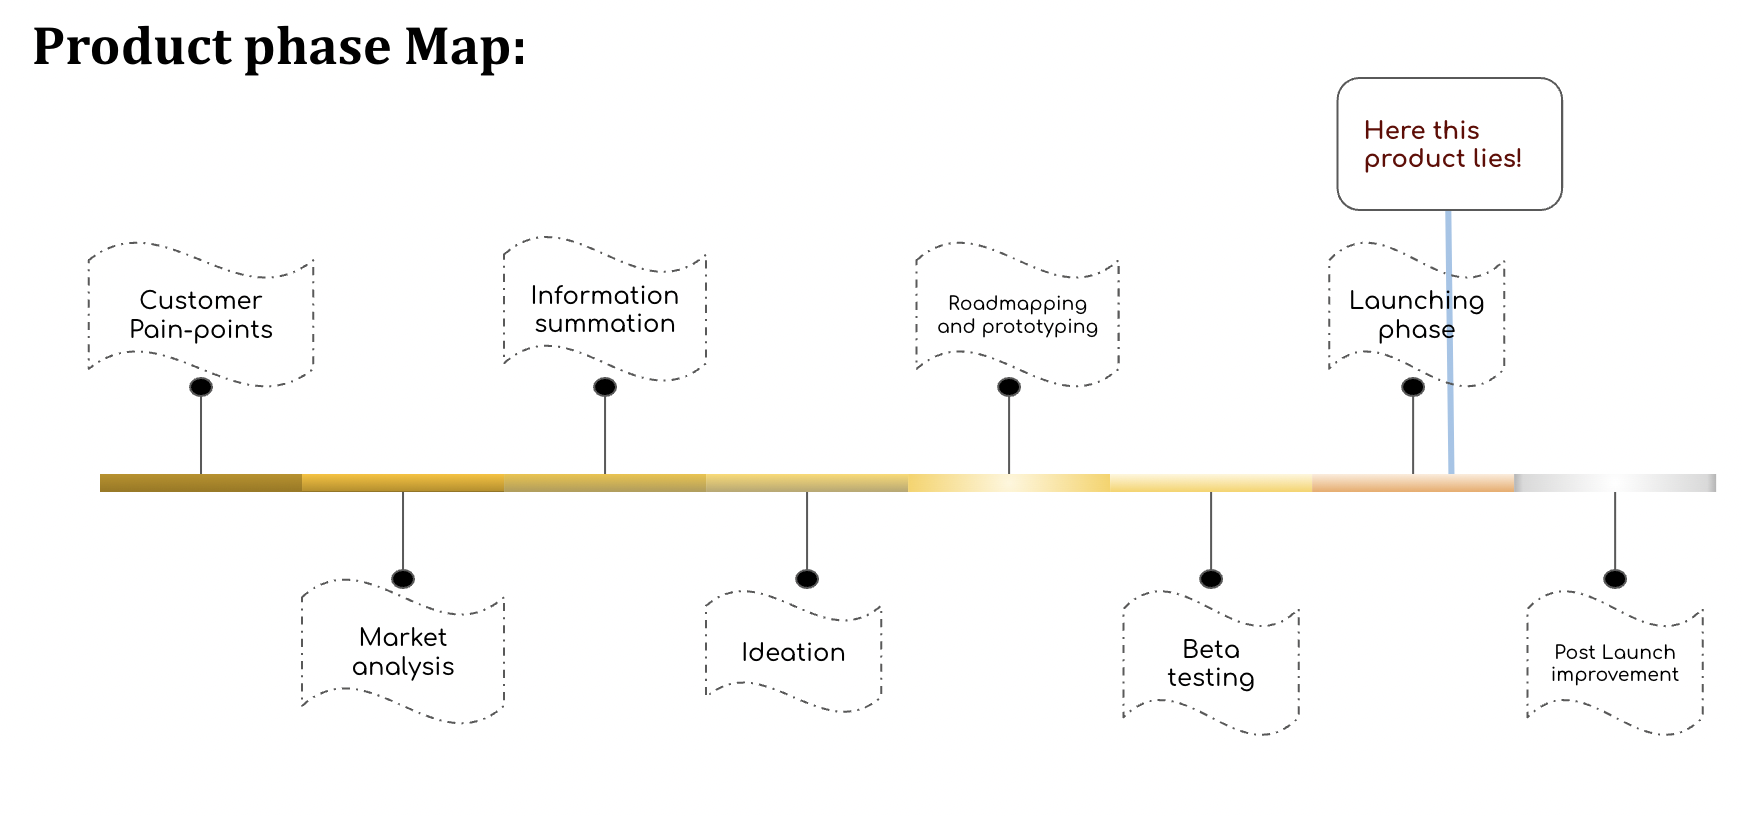 Product phase Map:
Here this
product lies!
Customer
Pain-points
Information
summation
Roadmapping
and prototyping
Launching
phase
Market
analysis
Ideation
Beta
testing
Post Launch
improvement